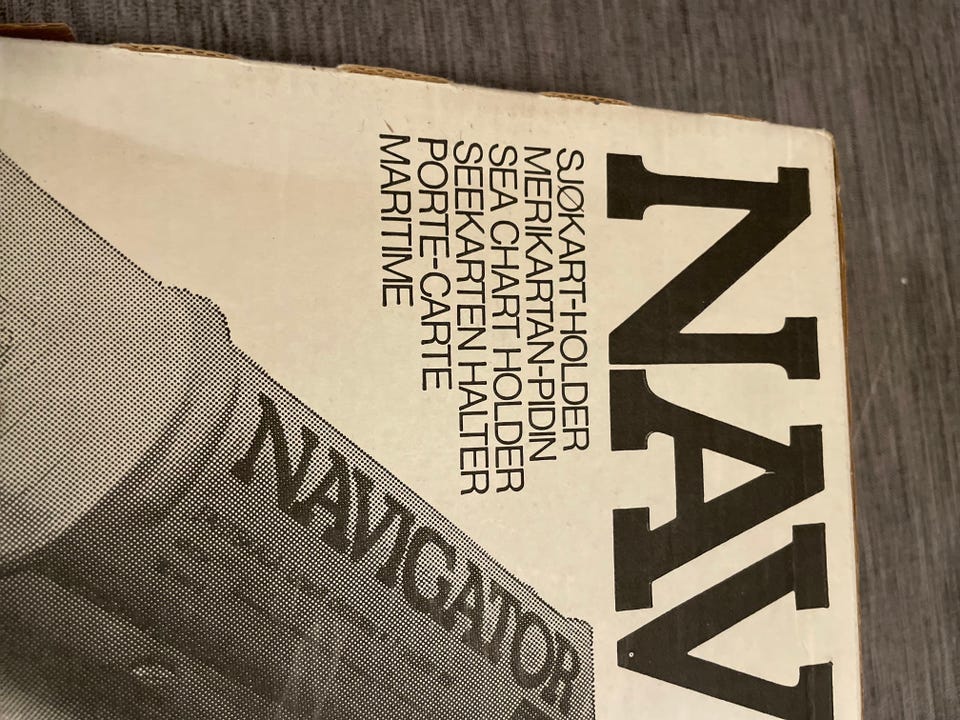 NAV
SJØKART-HOLDER
MERIKARTAN-PIDIN
SEA CHART HOLDER
SEEKARTEN HALTER
PORTE-CARTE
MARITIME
NAVIGATOR